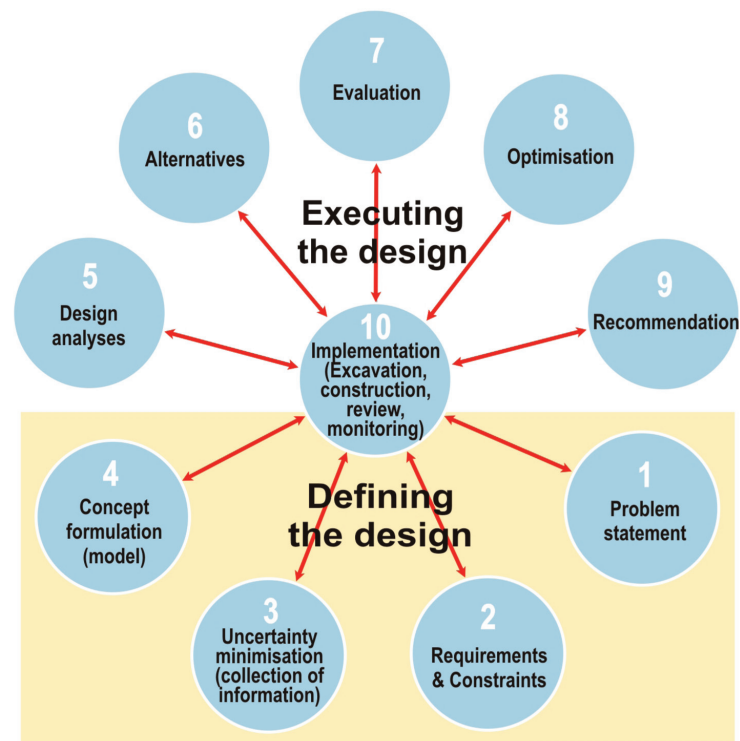 7
Evaluation
6
Alternatives
8
Optimisation
Executing
the design
5
Design
analyses
9
Recommendation
10
Implementation
(Excavation,
construction,
review,
monitoring)
4
Concept
formulation
(model)
Defining
the design
1
Problem
statement
3
Uncertainty
minimisation
(collection of
information)
2
Requirements
& Constraints